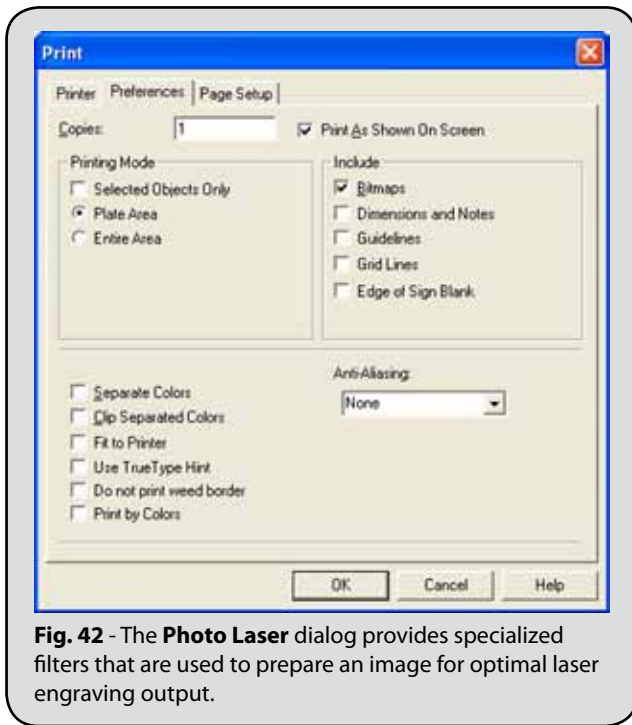 Print
Printer Preferences Page Setup
Copies: 1 Print As Shown On Screen
Printing Mode
Selected Objects Only
Plate Area
Entire Area
Include
Bitmaps
Dimensions and Notes
Guidelines
Grid Lines
Edge of Sign Blank
Separate Colors
Clip Separated Colors
Fit to Printer
Use TrueType Hint
Do not print weed border
Print by Colors
Anti-Aliasing:
None
OK Cancel Help
Fig. 42 - The Photo Laser dialog provides specialized
filters that are used to prepare an image for optimal laser
engraving output.